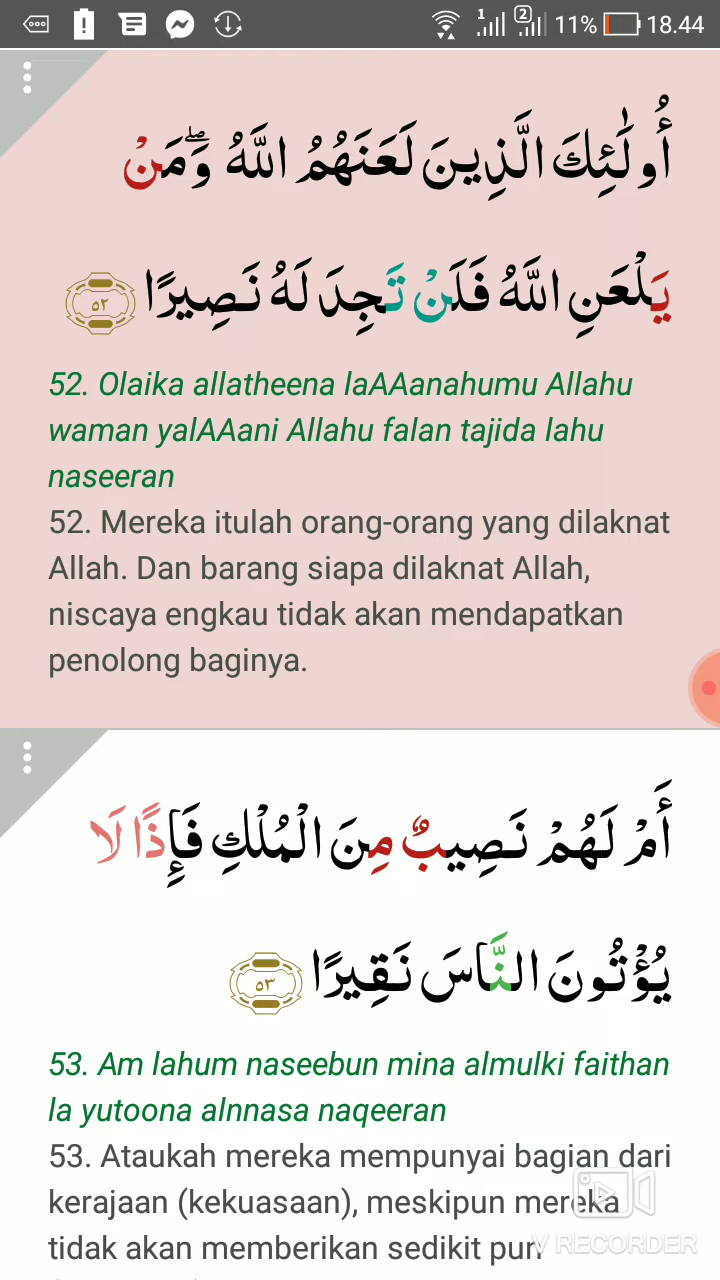 1 2 11% 18.44
أُولَٰئِكَ الَّذِينَ لَعَنَهُمُ اللَّهُ ۖ وَمَنْ
يَلْعَنِ اللَّهُ فَلَنْ تَجِدَ لَهُ نَصِيرًا ٥٢
52. Olaika allatheena laAAanahumu Allahu
waman yalAAani Allahu falan tajida lahu
naseeran
52. Mereka itulah orang-orang yang dilaknat
Allah. Dan barang siapa dilaknat Allah,
niscaya engkau tidak akan mendapatkan
penolong baginya.
أَمْ لَهُمْ نَصِيبٌ مِنَ الْمُلْكِ فَإِذًا لَا
يُؤْتُونَ النَّاسَ نَقِيرًا ٥٣
53. Am lahum naseebun mina almulki faithan
la yutoona alnnasa naqeeran
53. Ataukah mereka mempunyai bagian dari
kerajaan (kekuasaan), meskipun mereka
tidak akan memberikan sedikit pun
V RECORDER